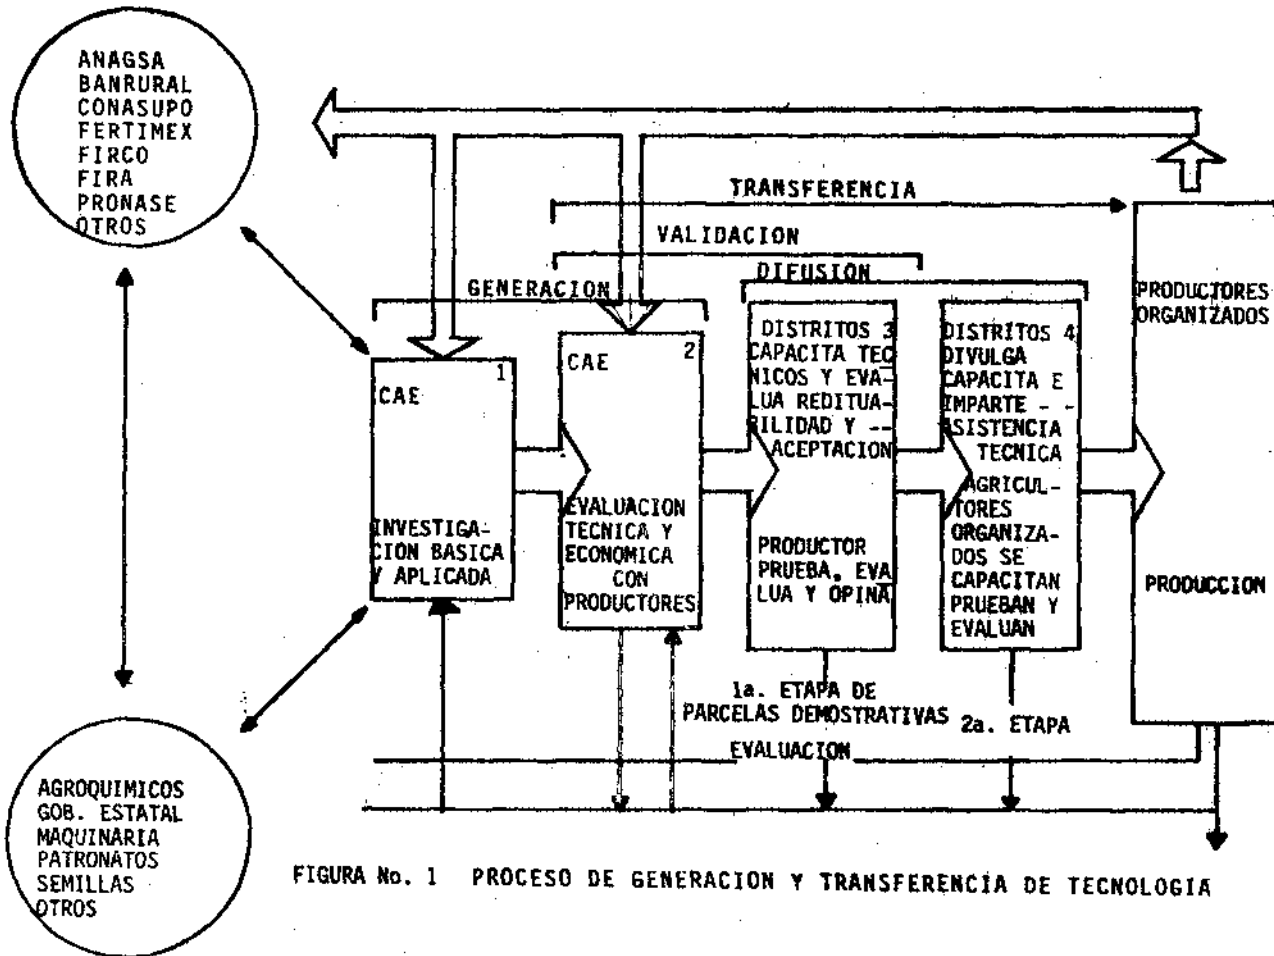 ANAGSA
BANRURAL
CONASUPO
FERTIMEX
FIRCO
FIRA
PRONASE
OTROS
TRANSFERENCIA
VALIDACION
DIFUSION
GENERACION
1
CAE
INVESTIGA-
CION BASICA
Y APLICADA
2
CAE
EVALUACION
TECNICA Y
ECONOMICA
CON
PRODUCTORES
DISTRITOS 3
CAPACITA TEC
NICOS Y EVA-
LUA REDITUA-
BILIDAD Y --
ACEPTACION
PRODUCTOR
PRUEBA, EVA
LUA Y OPINA
DISTRITOS 4
DIVULGA
CAPACITA E
IMPARTE - -
ASISTENCIA
TECNICA
AGRICUL-
TORES
ORGANIZA-
DOS SE
CAPACITAN
PRUEBAN Y
EVALUAN
PRODUCTORES
ORGANIZADOS
PRODUCCION
1a. ETAPA DE
PARCELAS DEMOSTRATIVAS
2a. ETAPA
EVALUACION
AGROQUIMICOS
GOB. ESTATAL
MAQUINARIA
PATRONATOS
SEMILLAS
OTROS
FIGURA No. 1 PROCESO DE GENERACION Y TRANSFERENCIA DE TECNOLOGIA